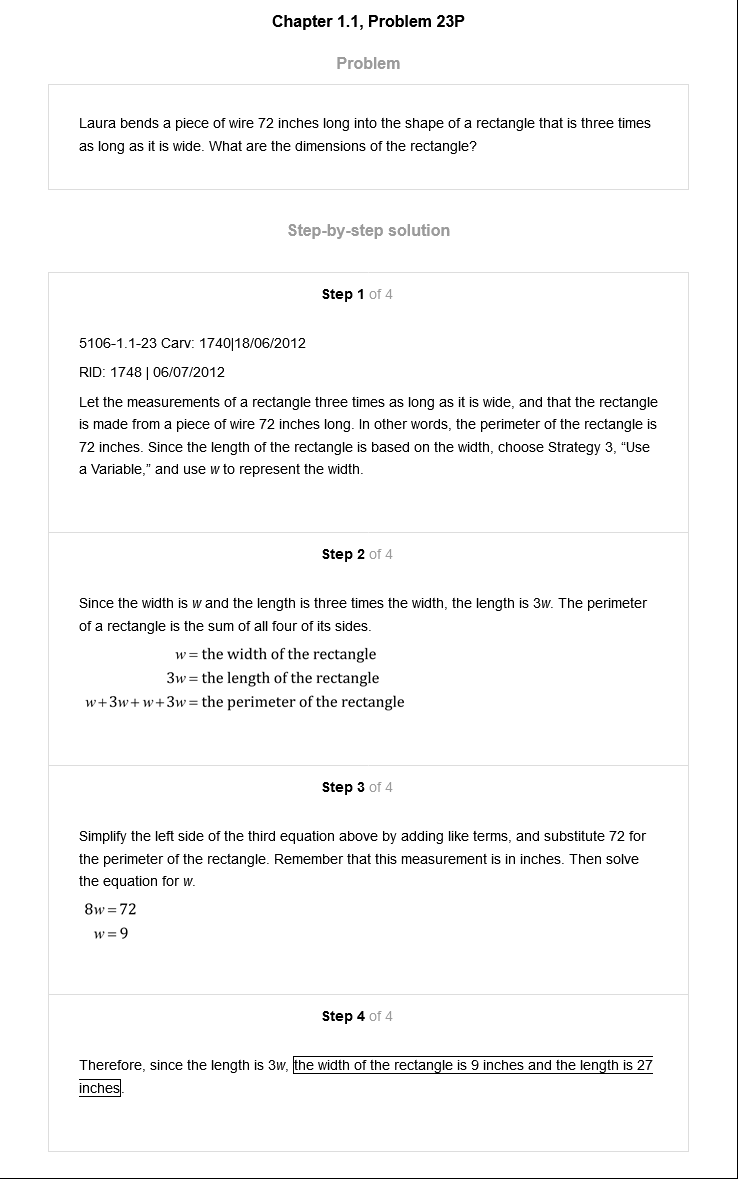 Chapter 1.1, Problem 23P
Problem
Laura bends a piece of wire 72 inches long into the shape of a rectangle that is three times
as long as it is wide. What are the dimensions of the rectangle?
Step-by-step solution
Step 1 of 4
5106-1.1-23 Carv: 1740|18/06/2012
RID: 1748 | 06/07/2012
Let the measurements of a rectangle three times as long as it is wide, and that the rectangle
is made from a piece of wire 72 inches long. In other words, the perimeter of the rectangle is
72 inches. Since the length of the rectangle is based on the width, choose Strategy 3, “Use
a Variable,” and use w to represent the width.
Step 2 of 4
Since the width is w and the length is three times the width, the length is 3w. The perimeter
of a rectangle is the sum of all four of its sides.
w = the width of the rectangle
3w = the length of the rectangle
w+3w+w+3w = the perimeter of the rectangle
Step 3 of 4
Simplify the left side of the third equation above by adding like terms, and substitute 72 for
the perimeter of the rectangle. Remember that this measurement is in inches. Then solve
the equation for w.
8w = 72
w = 9
Step 4 of 4
Therefore, since the length is 3w, the width of the rectangle is 9 inches and the length is 27
inches.